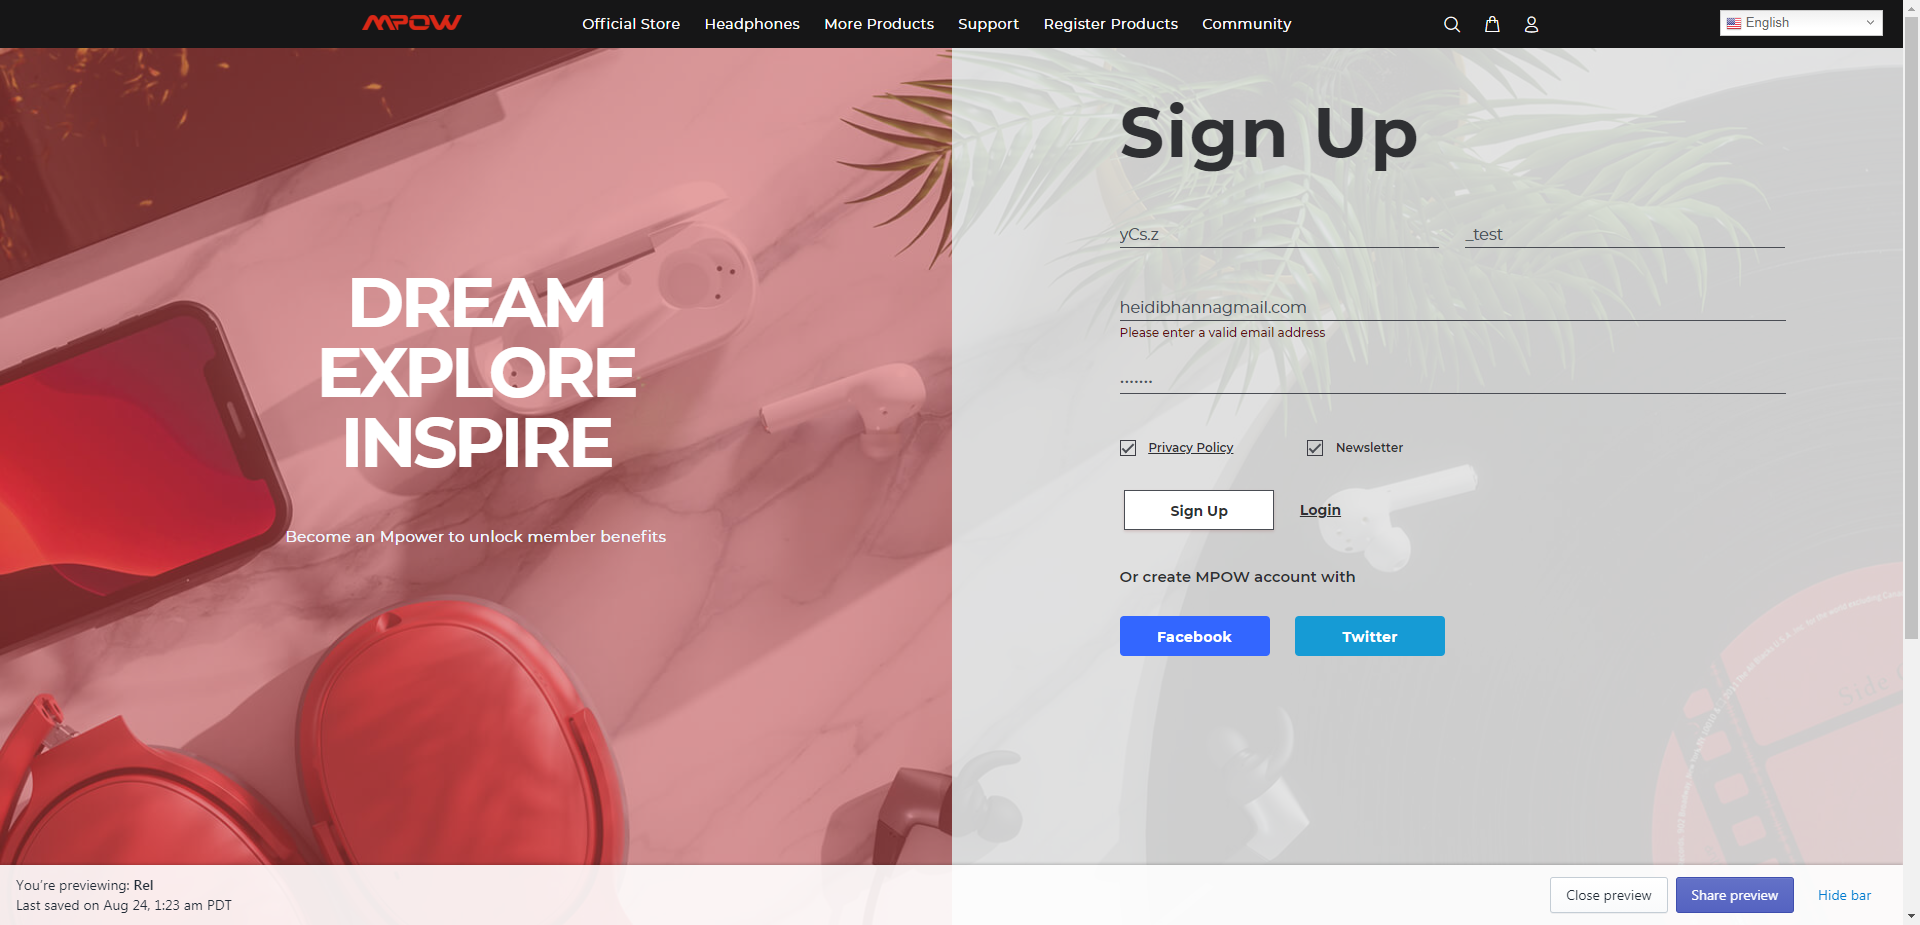 MPOW
Official Store Headphones More Products Support Register Products Community
English
DREAM
EXPLORE
INSPIRE
Become an Mpower to unlock member benefits
Sign Up
yCs.z _test
heidibhannagmail.com
Please enter a valid email address
•••••••
Privacy Policy Newsletter
Sign Up Login
Or create MPOW account with
Facebook Twitter
Side
You're previewing: Rel
Last saved on Aug 24, 1:23 am PDT
Close preview Share preview Hide bar